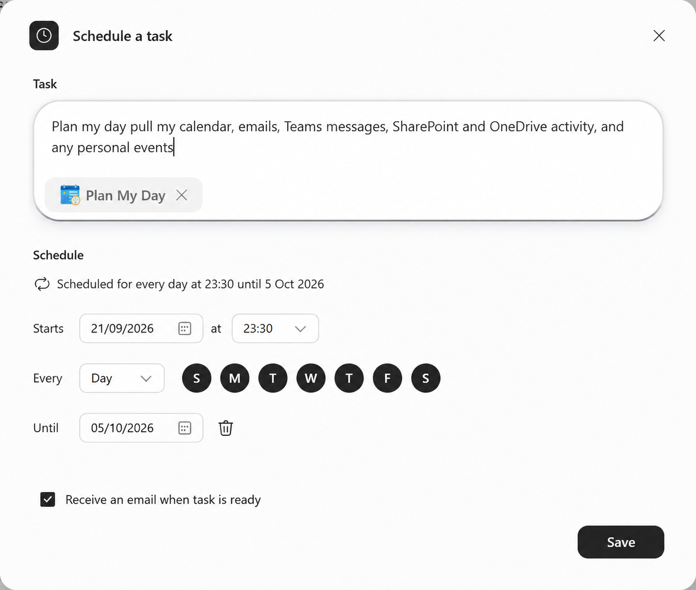 Schedule a task
Task
Plan my day pull my calendar, emails, Teams messages, SharePoint and OneDrive activity, and
any personal events
Plan My Day
Schedule
Scheduled for every day at 23:30 until 5 Oct 2026
Starts 21/09/2026 at 23:30
Every Day S M T W T F S
Until 05/10/2026
Receive an email when task is ready
Save